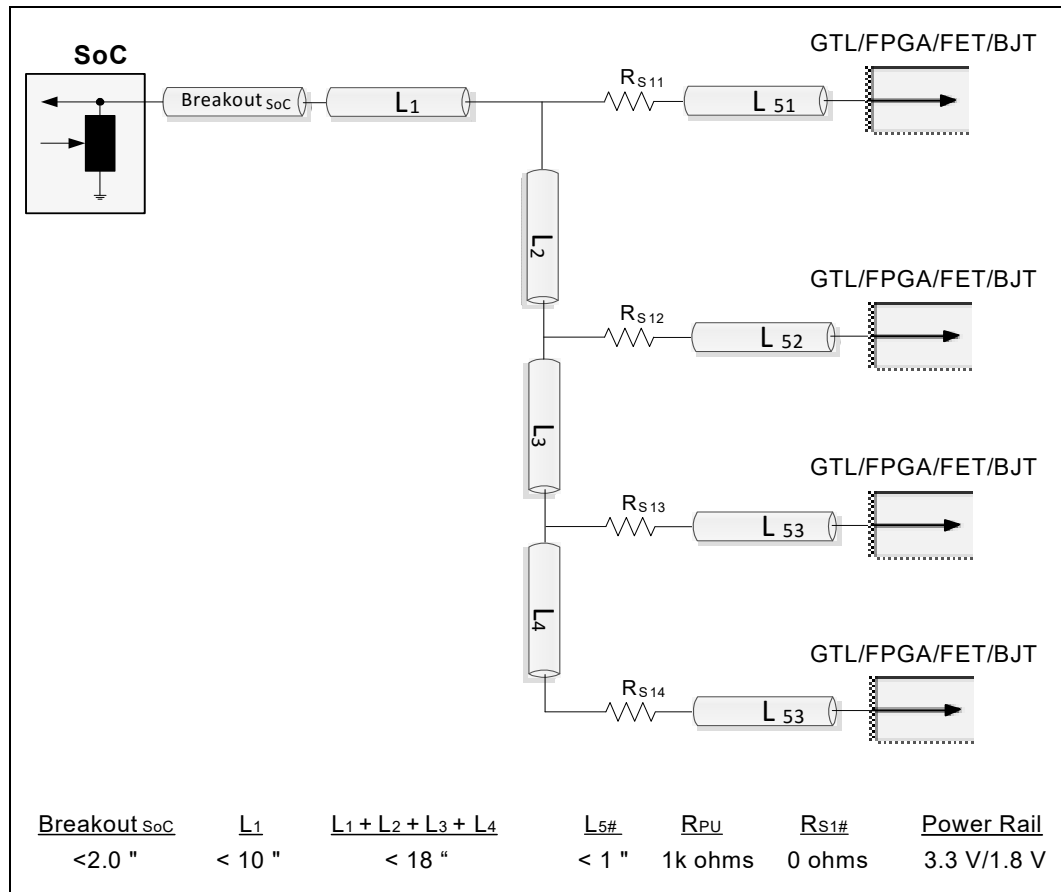 GTL/FPGA/FET/BJT
SoC
Breakout SoC
L1
RS11
L 51
L2
GTL/FPGA/FET/BJT
RS12
L 52
L3
GTL/FPGA/FET/BJT
RS13
L 53
L4
GTL/FPGA/FET/BJT
RS14
L 53
Breakout SoC L1 L1 + L2 + L3 + L4 L5# RPU RS1# Power Rail
<2.0 " < 10 " < 18 “ < 1 " 1k ohms 0 ohms 3.3 V/1.8 V